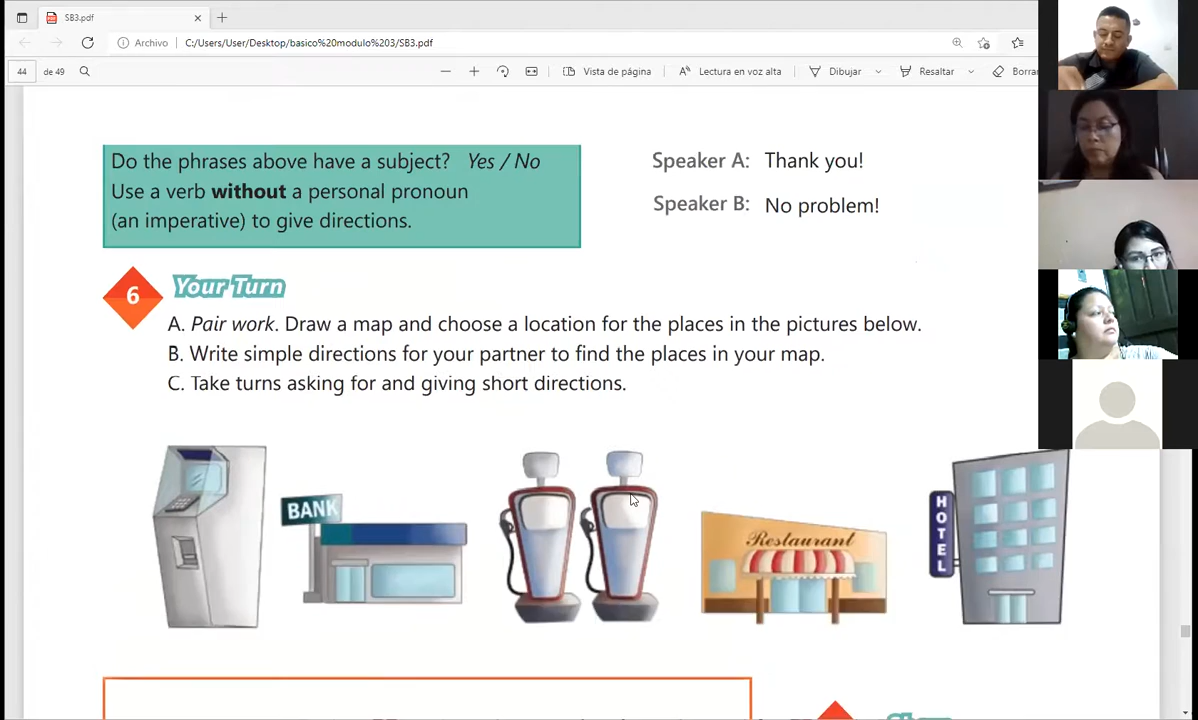 SB3.pdf
Archivo
C:/Users/User/Desktop/basico%20modulo%203/SB3.pdf
44
de 49
Vista de página
Lectura en voz alta
Dibujar
Resaltar
Borrar
Do the phrases above have a subject? Yes / No
Use a verb without a personal pronoun
(an imperative) to give directions.
Speaker A: Thank you!
Speaker B: No problem!
6 Your Turn
A. Pair work. Draw a map and choose a location for the places in the pictures below.
B. Write simple directions for your partner to find the places in your map.
C. Take turns asking for and giving short directions.
BANK
Restaurant
HOTEL